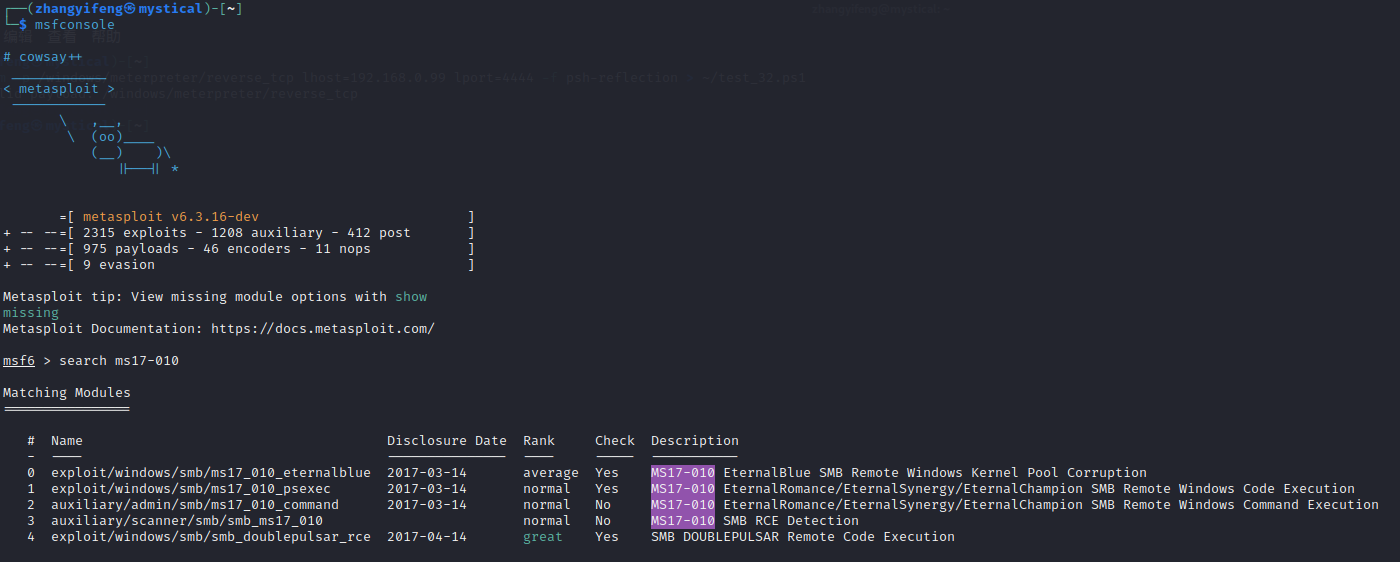 ┌──(zhangyifeng㉿mystical)-[~]
└─$ msfconsole
# cowsay++
 ____________
< metasploit >
 ------------
       \   ,__,
        \  (oo)____
           (__)    )\
              ||--|| *
       =[ metasploit v6.3.16-dev ]
+ -- --=[ 2315 exploits - 1208 auxiliary - 412 post ]
+ -- --=[ 975 payloads - 46 encoders - 11 nops ]
+ -- --=[ 9 evasion ]
Metasploit tip: View missing module options with show
missing
Metasploit Documentation: https://docs.metasploit.com/
msf6 > search ms17-010
Matching Modules
================
# Name Disclosure Date Rank Check Description
- ---- --------------- ---- ----- -----------
0 exploit/windows/smb/ms17_010_eternalblue 2017-03-14 average Yes MS17-010 EternalBlue SMB Remote Windows Kernel Pool Corruption
1 exploit/windows/smb/ms17_010_psexec 2017-03-14 normal Yes MS17-010 EternalRomance/EternalSynergy/EternalChampion SMB Remote Windows Code Execution
2 auxiliary/admin/smb/ms17_010_command 2017-03-14 normal No MS17-010 EternalRomance/EternalSynergy/EternalChampion SMB Remote Windows Command Execution
3 auxiliary/scanner/smb/smb_ms17_010 normal No MS17-010 SMB RCE Detection
4 exploit/windows/smb/smb_doublepulsar_rce 2017-04-14 great Yes SMB DOUBLEPULSAR Remote Code Execution